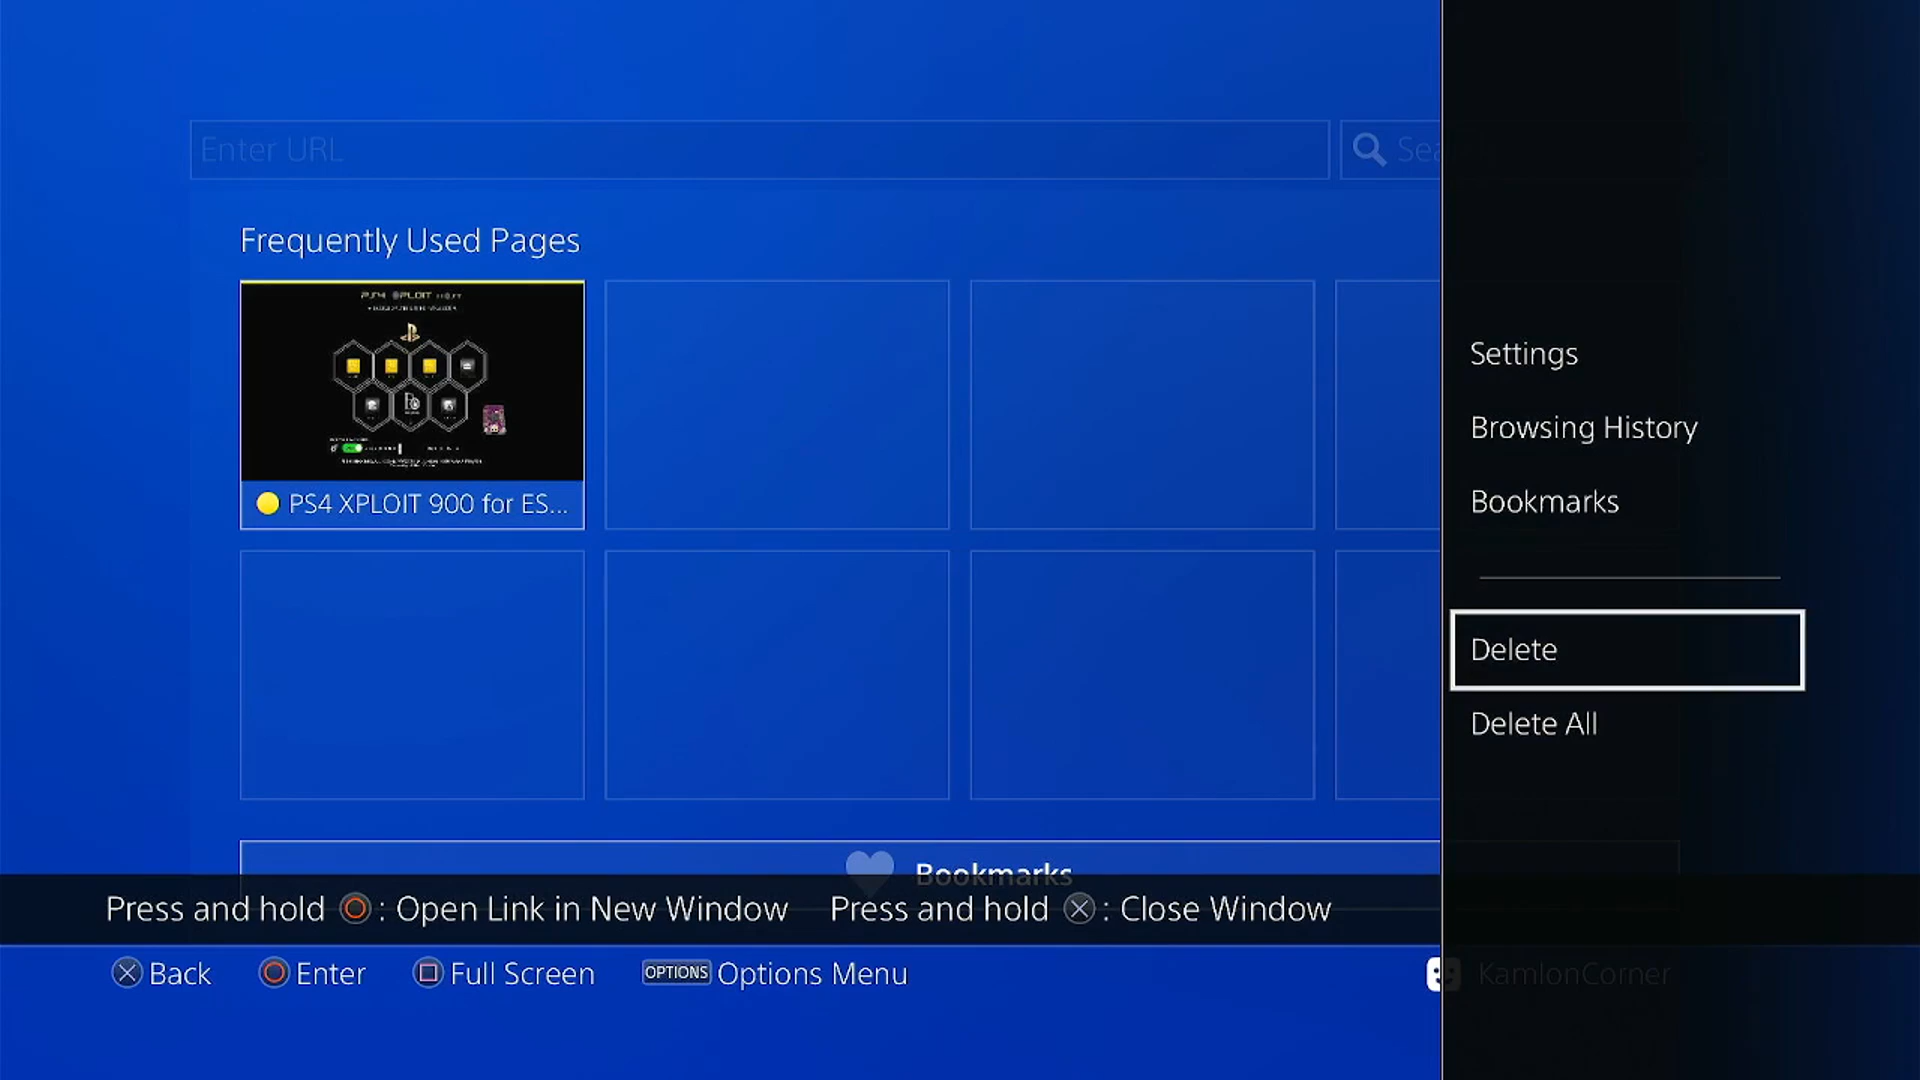 Enter URL
Sea
Frequently Used Pages
PS4 XPLOIT 900 for ES...
Settings
Browsing History
Bookmarks
Delete
Delete All
Bookmarks
Press and hold : Open Link in New Window Press and hold : Close Window
Back Enter Full Screen OPTIONS Options Menu
KamlonCorner